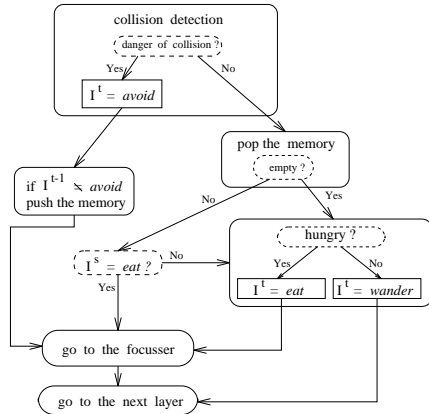 collision detection
danger of collision ?
Yes
No
I^t = avoid
pop the memory
empty ?
if I^t-1 ≠ avoid
push the memory
No
Yes
hungry ?
I^s = eat ?
No
Yes
No
Yes
I^t = eat
I^t = wander
go to the focusser
go to the next layer